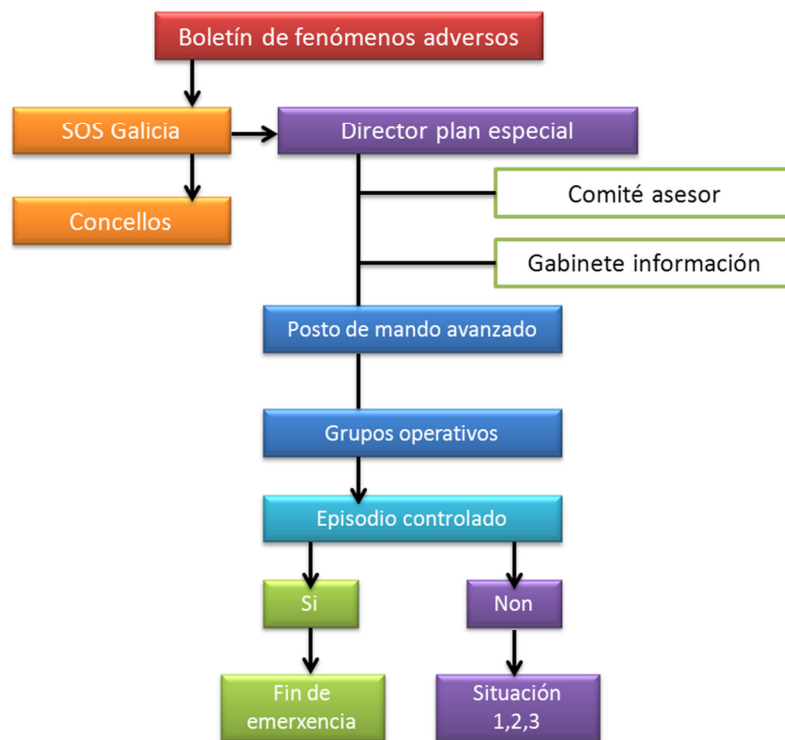 Boletín de fenómenos adversos
SOS Galicia
Director plan especial
Comité asesor
Concellos
Gabinete información
Posto de mando avanzado
Grupos operativos
Episodio controlado
Si
Non
Fin de
emerxencia
Situación
1,2,3